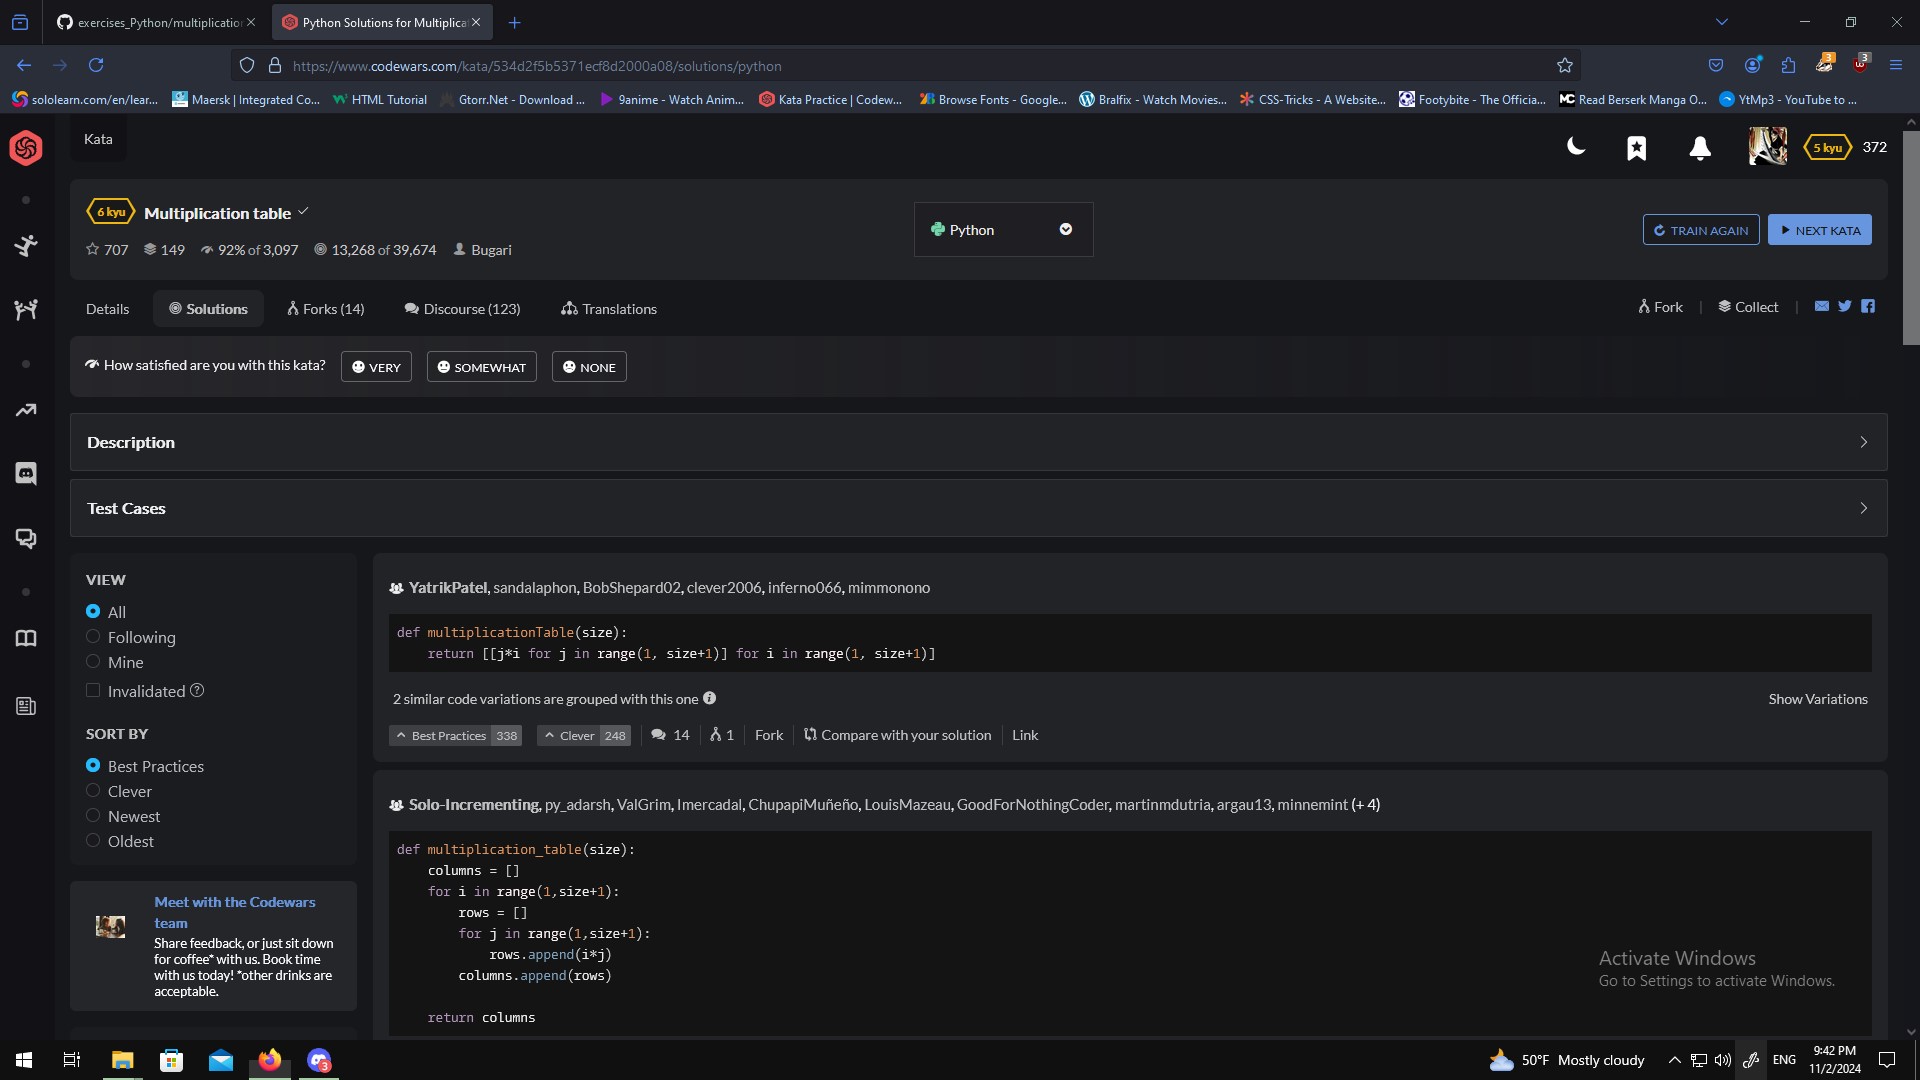 exercises_Python/multiplication
Python Solutions for Multiplica
https://www.codewars.com/kata/534d2f5b5371ecf8d2000a08/solutions/python
3
3
sololearn.com/en/lear...
Maersk | Integrated Co...
HTML Tutorial
Gtorr.Net - Download ...
9anime - Watch Anim...
Kata Practice | Codew...
Browse Fonts - Google...
Bralfix - Watch Movies...
CSS-Tricks - A Website...
Footybite - The Officia...
Read Berserk Manga O...
YtMp3 - YouTube to ...
Kata
5 kyu
372
6 kyu Multiplication table
707 149 92% of 3,097 13,268 of 39,674 Bugari
Python
TRAIN AGAIN
NEXT KATA
Details
Solutions
Forks (14)
Discourse (123)
Translations
Fork | Collect |
How satisfied are you with this kata?
VERY
SOMEWHAT
NONE
Description
Test Cases
VIEW
All
Following
Mine
Invalidated
SORT BY
Best Practices
Clever
Newest
Oldest
Meet with the Codewars
team
Share feedback, or just sit down
for coffee* with us. Book time
with us today! *other drinks are
acceptable.
YatrikPatel, sandalaphon, BobShepard02, clever2006, inferno066, mimmonono
def multiplicationTable(size):
    return [[j*i for j in range(1, size+1)] for i in range(1, size+1)]
2 similar code variations are grouped with this one
Show Variations
Best Practices 338 Clever 248 14 1 Fork Compare with your solution Link
Solo-Incrementing, py_adarsh, ValGrim, Imercadal, ChupapiMuñeño, LouisMazeau, GoodForNothingCoder, martinmdutria, argau13, minnemint (+ 4)
def multiplication_table(size):
    columns = []
    for i in range(1,size+1):
        rows = []
        for j in range(1,size+1):
            rows.append(i*j)
        columns.append(rows)
    return columns
Activate Windows
Go to Settings to activate Windows.
3
50°F Mostly cloudy
ENG
9:42 PM
11/2/2024